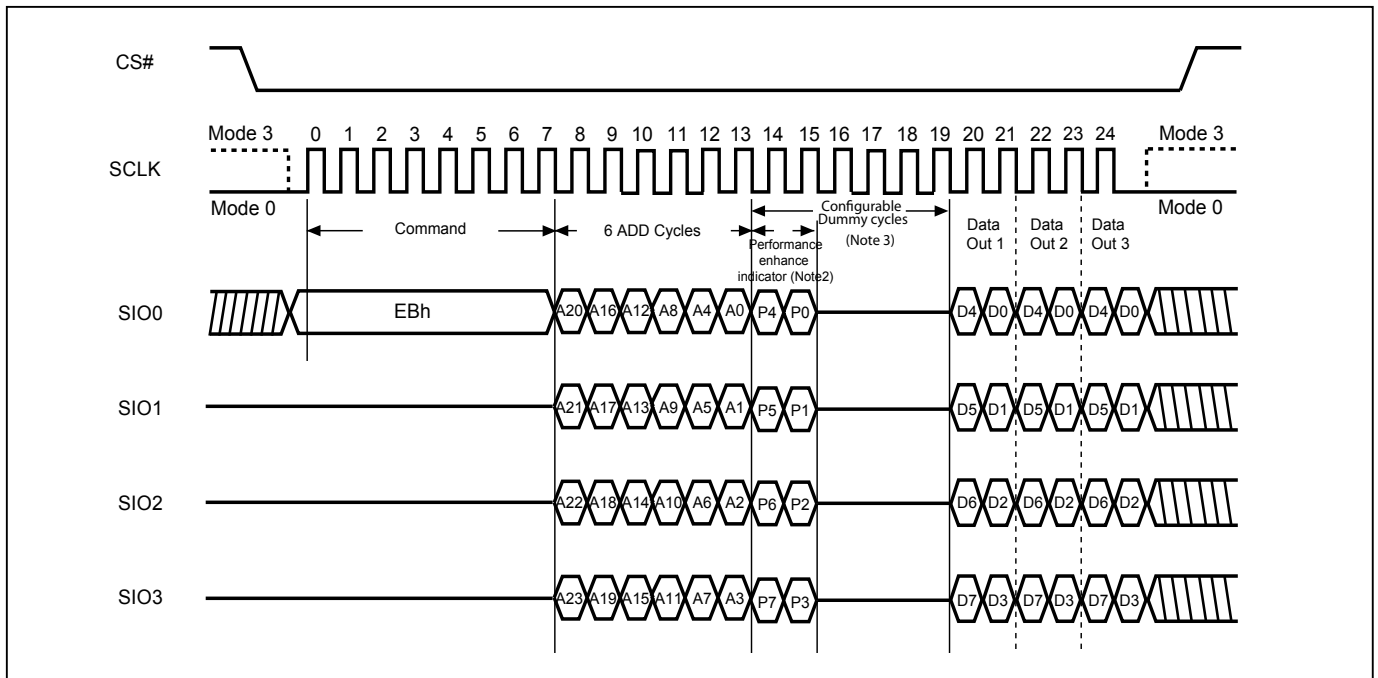 CS#
Mode 3 0 1 2 3 4 5 6 7 8 9 10 11 12 13 14 15 16 17 18 19 20 21 22 23 24 Mode 3
SCLK
Mode 0 Mode 0
Command
6 ADD Cycles
Configurable
Dummy cycles
(Note 3)
Performance
enhance
indicator (Note2)
Data
Out 1
Data
Out 2
Data
Out 3
SIO0 EBh A20 A16 A12 A8 A4 A0 P4 P0 D4 D0 D4 D0 D4 D0
SIO1 A21 A17 A13 A9 A5 A1 P5 P1 D5 D1 D5 D1 D5 D1
SIO2 A22 A18 A14 A10 A6 A2 P6 P2 D6 D2 D6 D2 D6 D2
SIO3 A23 A19 A15 A11 A7 A3 P7 P3 D7 D3 D7 D3 D7 D3